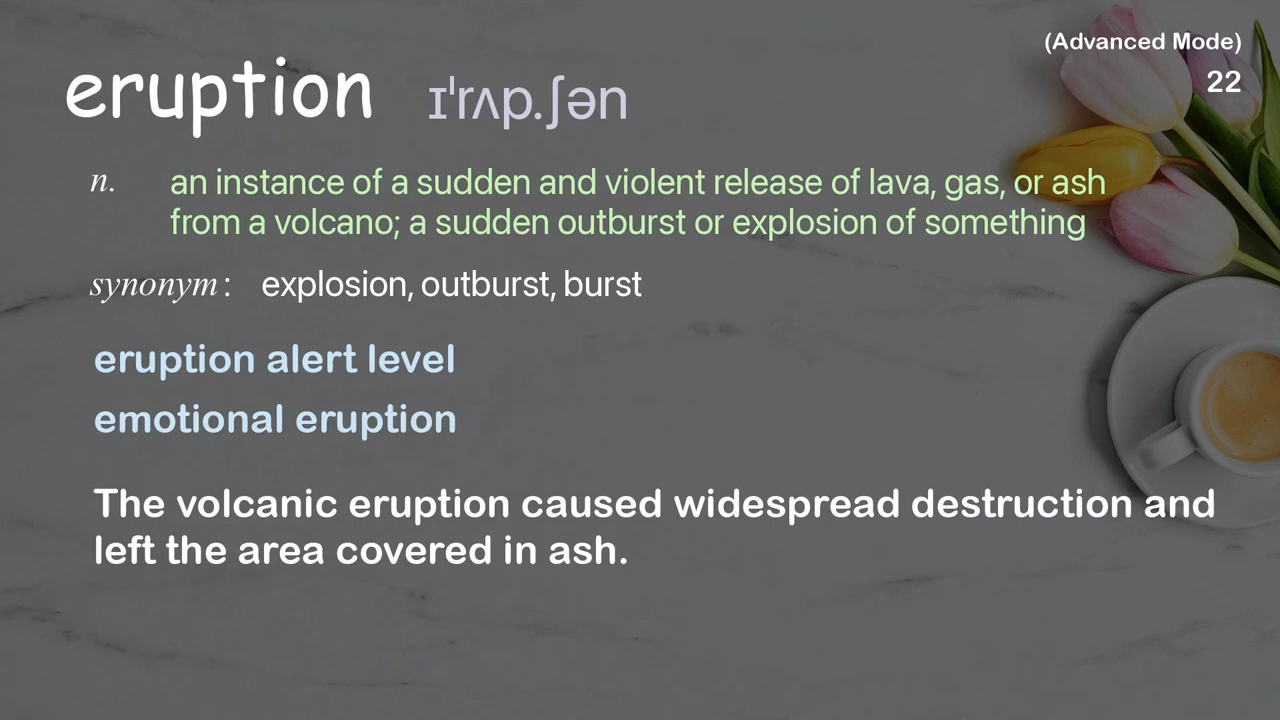 (Advanced Mode)
22
eruption ɪˈrʌp.ʃən
n. an instance of a sudden and violent release of lava, gas, or ash
from a volcano; a sudden outburst or explosion of something
synonym: explosion, outburst, burst
eruption alert level
emotional eruption
The volcanic eruption caused widespread destruction and
left the area covered in ash.